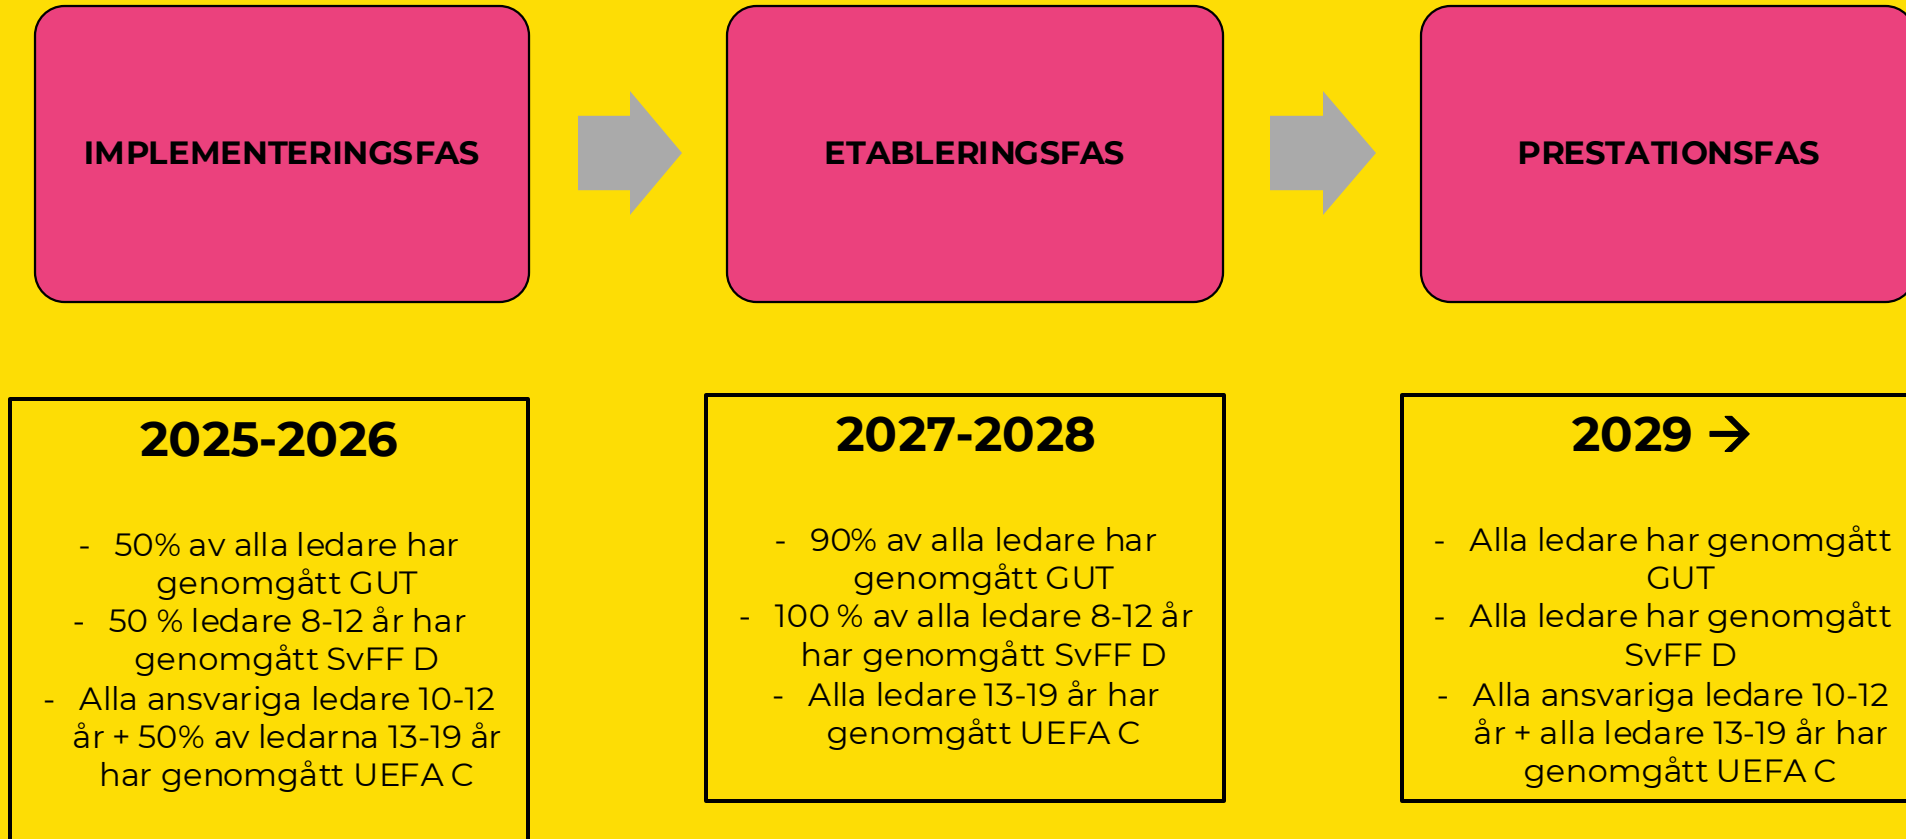 IMPLEMENTERINGSFAS
ETABLERINGSFAS
PRESTATIONSFAS
2025-2026
- 50% av alla ledare har
genomgått GUT
- 50 % ledare 8-12 år har
genomgått SvFF D
- Alla ansvariga ledare 10-12
år + 50% av ledarna 13-19 år
har genomgått UEFA C
2027-2028
- 90% av alla ledare har
genomgått GUT
- 100 % av alla ledare 8-12 år
har genomgått SvFF D
- Alla ledare 13-19 år har
genomgått UEFA C
2029 →
- Alla ledare har genomgått
GUT
- Alla ledare har genomgått
SvFF D
- Alla ansvariga ledare 10-12
år + alla ledare 13-19 år har
genomgått UEFA C